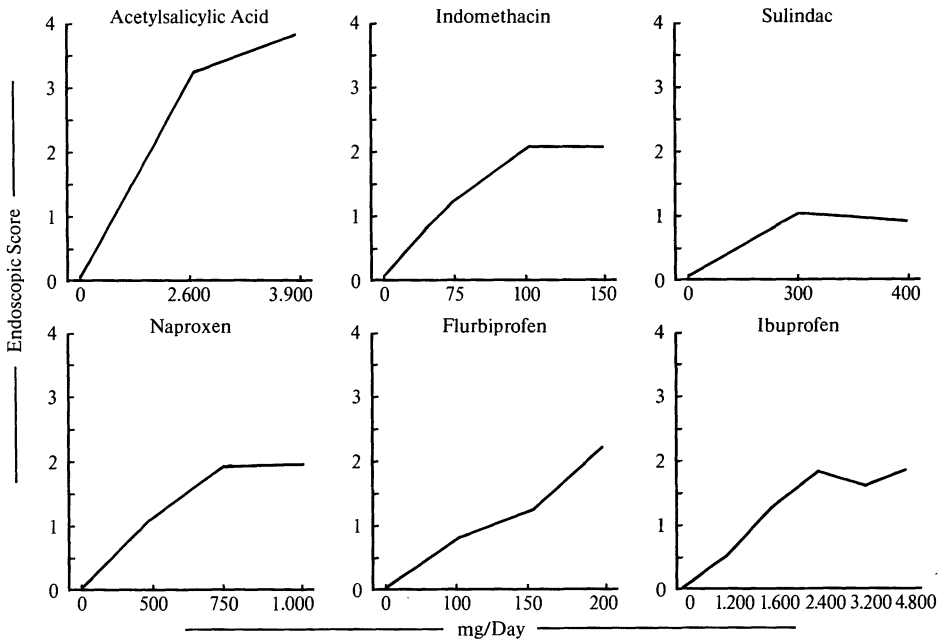 Acetylsalicylic Acid
4
3
2
1
0
0 2.600 3.900
Indomethacin
4
3
2
1
0
0 75 100 150
Sulindac
4
3
2
1
0
0 300 400
Endoscopic Score
Naproxen
4
3
2
1
0
0 500 750 1.000
Flurbiprofen
4
3
2
1
0
0 100 150 200
Ibuprofen
4
3
2
1
0
0 1.200 1.600 2.400 3.200 4.800
mg/Day